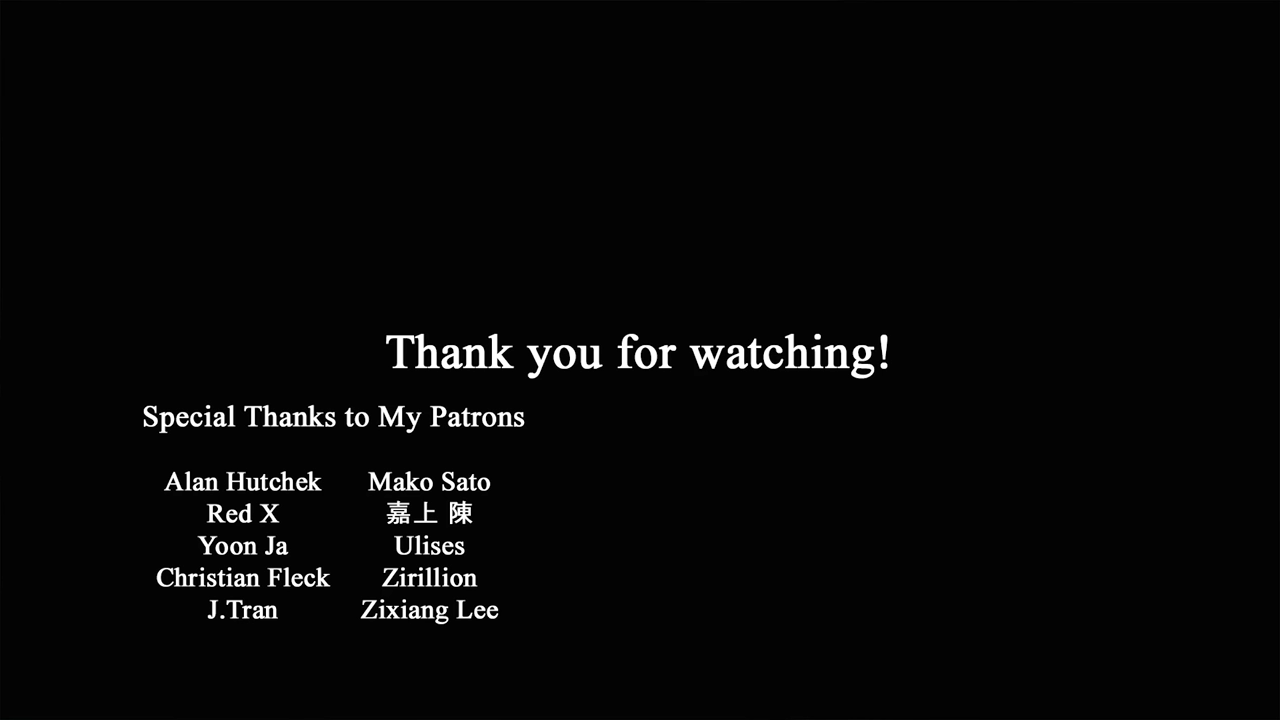 Thank you for watching!
Special Thanks to My Patrons
Alan Hutchek
Red X
Yoon Ja
Christian Fleck
J.Tran
Mako Sato
嘉上 陳
Ulises
Zirillion
Zixiang Lee